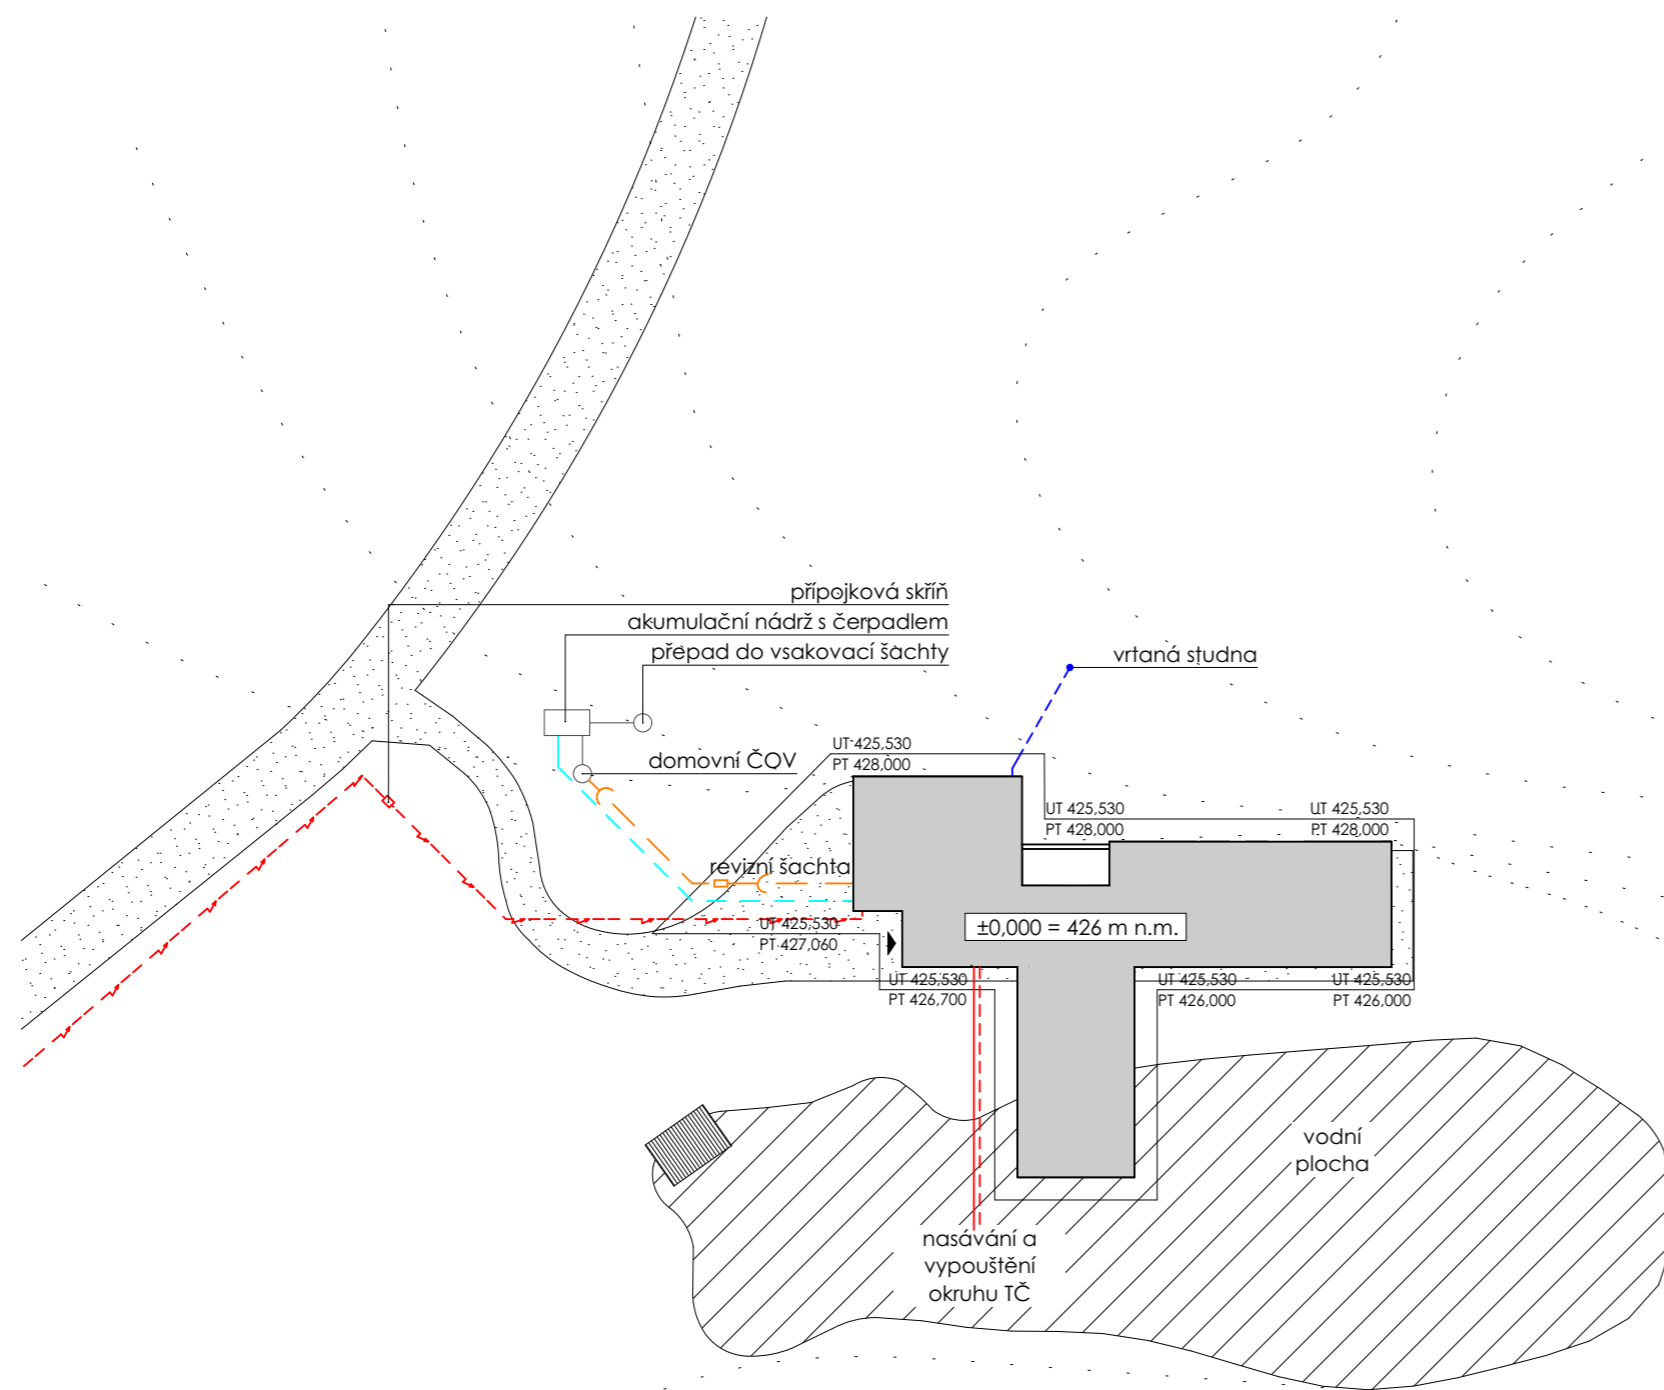 přípojková skříň
akumulační nádrž s čerpadlem
přepad do vsakovací šachty
vrtaná studna
domovní ČOV
UT 425,530
PT 428,000
UT 425,530
PT 428,000
UT 425,530
PT 428,000
revizní šachta
UT 425,530
PT 427,060
±0,000 = 426 m n.m.
UT 425,530
PT 426,700
UT 425,530
PT 426,000
UT 425,530
PT 426,000
vodní
plocha
nasávání a
vypouštění
okruhu TČ